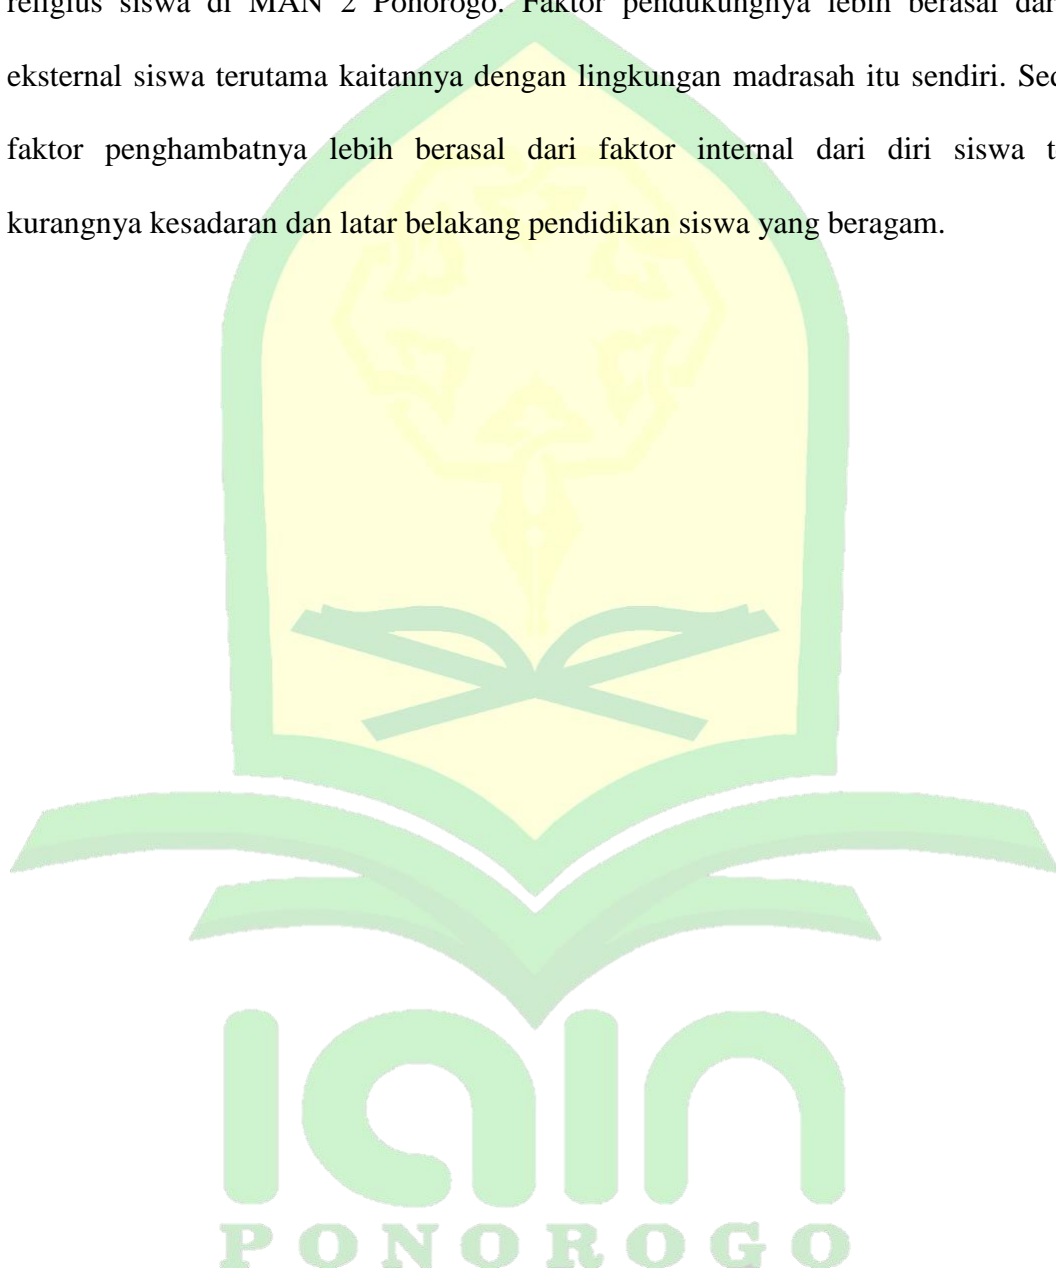 religius siswa di MAN 2 Ponorogo. Faktor pendukungnya lebih berasal dar
eksternal siswa terutama kaitannya dengan lingkungan madrasah itu sendiri. Sed
faktor penghambatnya lebih berasal dari faktor internal dari diri siswa t
kurangnya kesadaran dan latar belakang pendidikan siswa yang beragam.
iain
PONOROGO